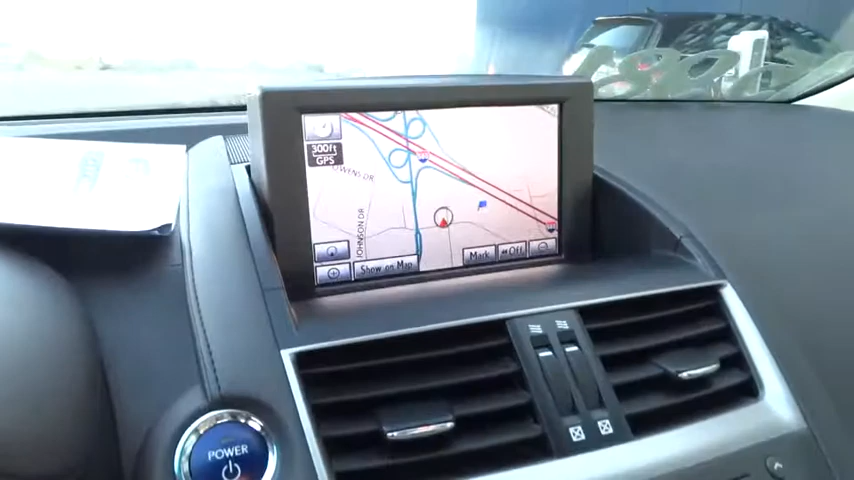 300ft
GPS
OWENS DR
JOHNSON DR
Show on Map
Mark
Off
POWER